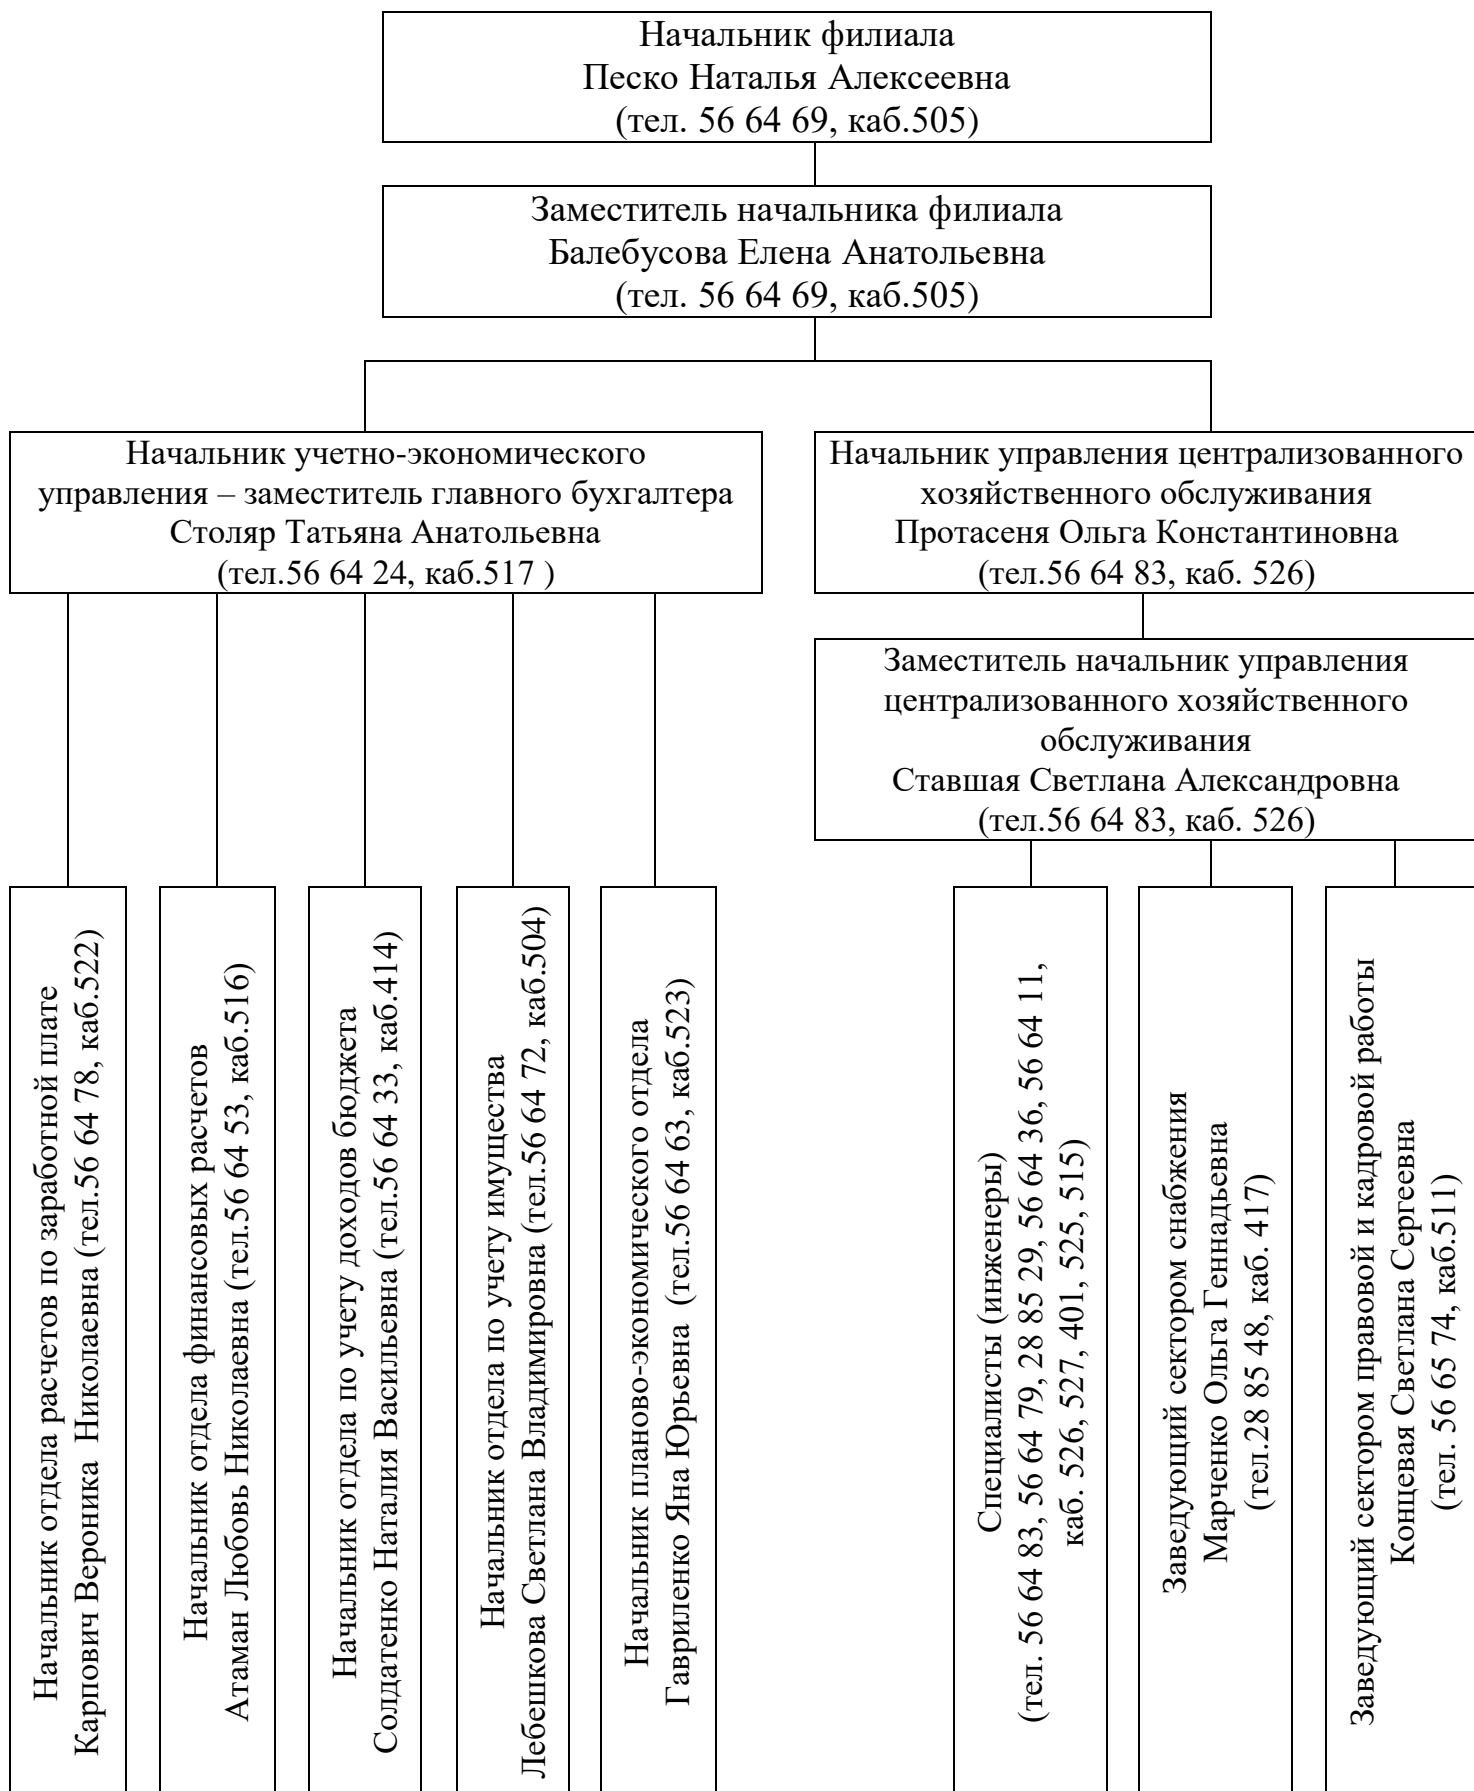 Начальник филиала
Песко Наталья Алексеевна
(тел. 56 64 69, каб.505)
Заместитель начальника филиала
Балебусова Елена Анатольевна
(тел. 56 64 69, каб.505)
Начальник учетно-экономического
управления – заместитель главного бухгалтера
Столяр Татьяна Анатольевна
(тел.56 64 24, каб.517 )
Начальник управления централизованного
хозяйственного обслуживания
Протасеня Ольга Константиновна
(тел.56 64 83, каб. 526)
Заместитель начальник управления
централизованного хозяйственного
обслуживания
Ставшая Светлана Александровна
(тел.56 64 83, каб. 526)
Начальник отдела расчетов по заработной плате
Карпович Вероника  Николаевна (тел.56 64 78, каб.522)
Начальник отдела финансовых расчетов
Атаман Любовь Николаевна (тел.56 64 53, каб.516)
Начальник отдела по учету доходов бюджета
Солдатенко Наталия Васильевна (тел.56 64 33, каб.414)
Начальник отдела по учету имущества
Лебешкова Светлана Владимировна (тел.56 64 72, каб.504)
Начальник планово-экономического отдела
Гавриленко Яна Юрьевна  (тел.56 64 63, каб.523)
Специалисты (инженеры)
(тел. 56 64 83, 56 64 79, 28 85 29, 56 64 36, 56 64 11,
каб. 526, 527, 401, 525, 515)
Заведующий сектором снабжения
Марченко Ольга Геннадьевна
(тел.28 85 48, каб. 417)
Заведующий сектором правовой и кадровой работы
Концевая Светлана Сергеевна
(тел. 56 65 74, каб.511)